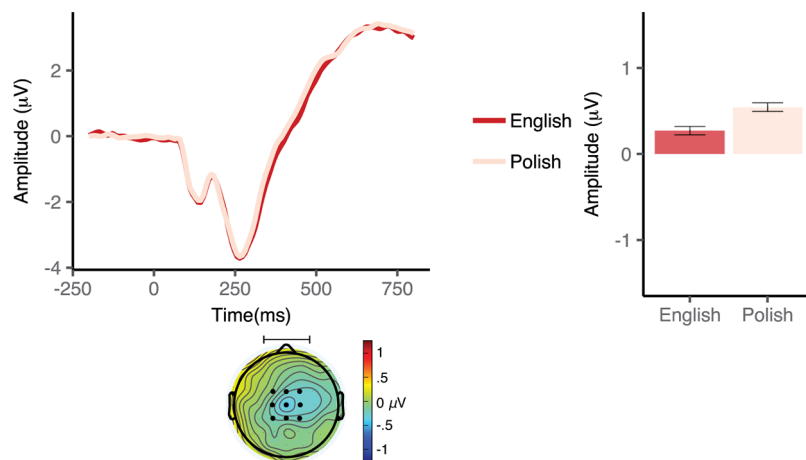 Amplitude (μV)
2
0
-2
-4
-250
0
250
500
750
Time(ms)
English
Polish
Amplitude (μV)
1
0
-1
English
Polish
1
.5
0 μV
-.5
-1